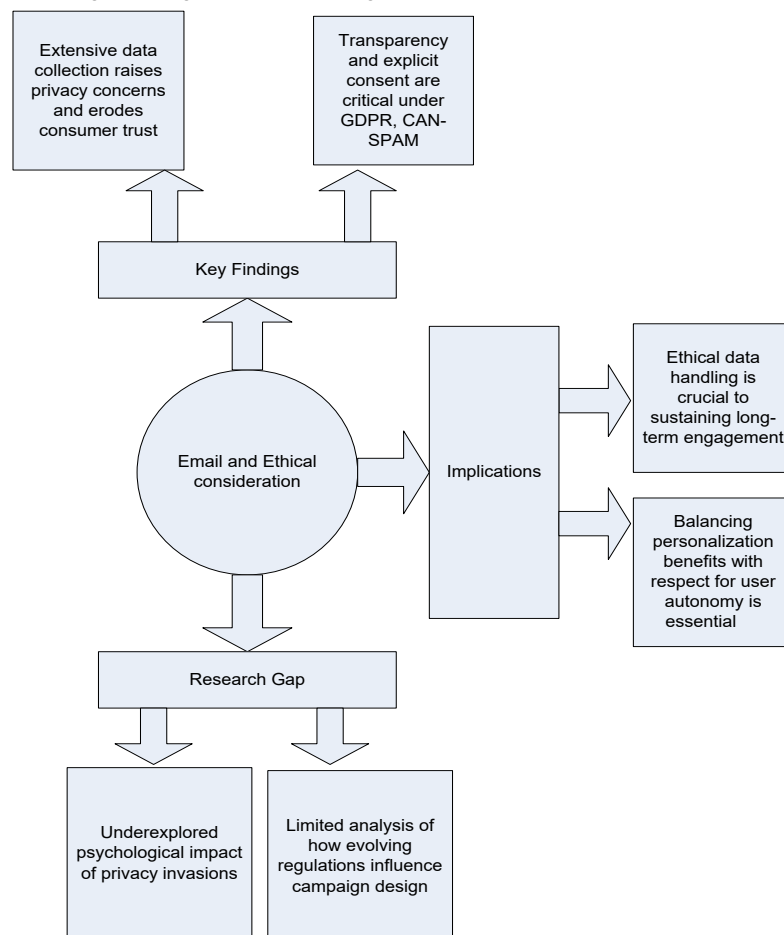 Extensive data
collection raises
privacy concerns
and erodes
consumer trust
Transparency
and explicit
consent are
critical under
GDPR, CAN-
SPAM
Key Findings
Email and Ethical
consideration
Implications
Ethical data
handling is
crucial to
sustaining long-
term engagement
Balancing
personalization
benefits with
respect for user
autonomy is
essential
Research Gap
Underexplored
psychological impact
of privacy invasions
Limited analysis of
how evolving
regulations influence
campaign design